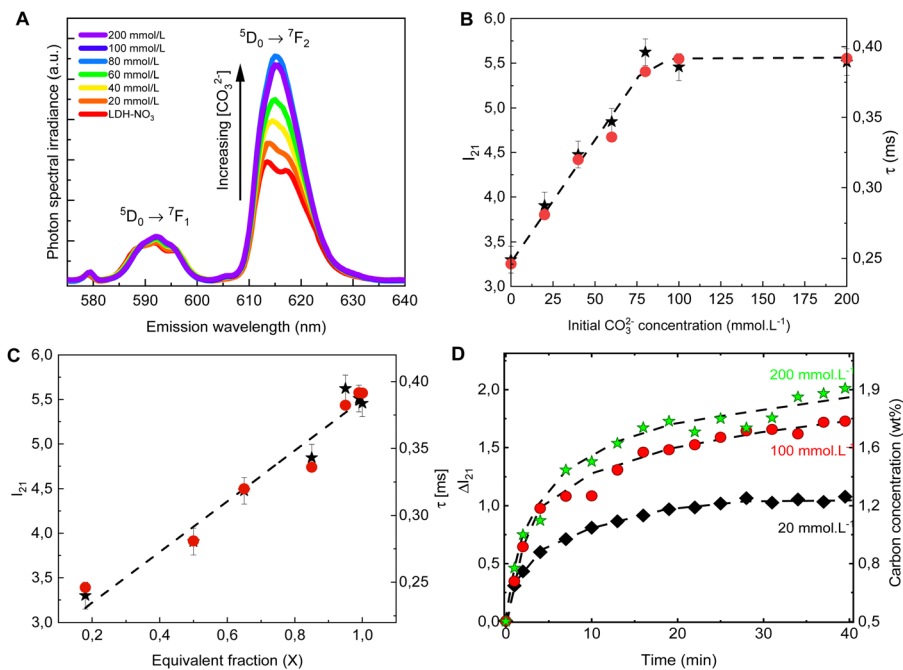 A
⁵D₀ → ⁷F₂
200 mmol/L
100 mmol/L
80 mmol/L
60 mmol/L
40 mmol/L
20 mmol/L
LDH-NO₃
Increasing [CO₃²⁻]
⁵D₀ → ⁷F₁
Photon spectral irradiance (a.u.)
580 590 600 610 620 630 640
Emission wavelength (nm)
B
6.0
5.5
5.0
4.5
4.0
3.5
3.0
I₂₁
0,40
0,35
0,30
0,25
τ (ms)
0 25 50 75 100 125 150 175 200
Initial CO₃²⁻ concentration (mmol.L⁻¹)
C
6,0
5,5
5,0
4,5
4,0
3,5
3,0
I₂₁
0,40
0,35
0,30
0,25
τ [ms]
0,2 0,4 0,6 0,8 1,0
Equivalent fraction (X)
D
2,0
1,5
1,0
0,5
0,0
ΔI₂₁
200 mmol.L⁻¹
100 mmol.L⁻¹
20 mmol.L⁻¹
1,9
1,6
1,2
0,8
0,5
Carbon concentration (wt%)
0 10 20 30 40
Time (min)